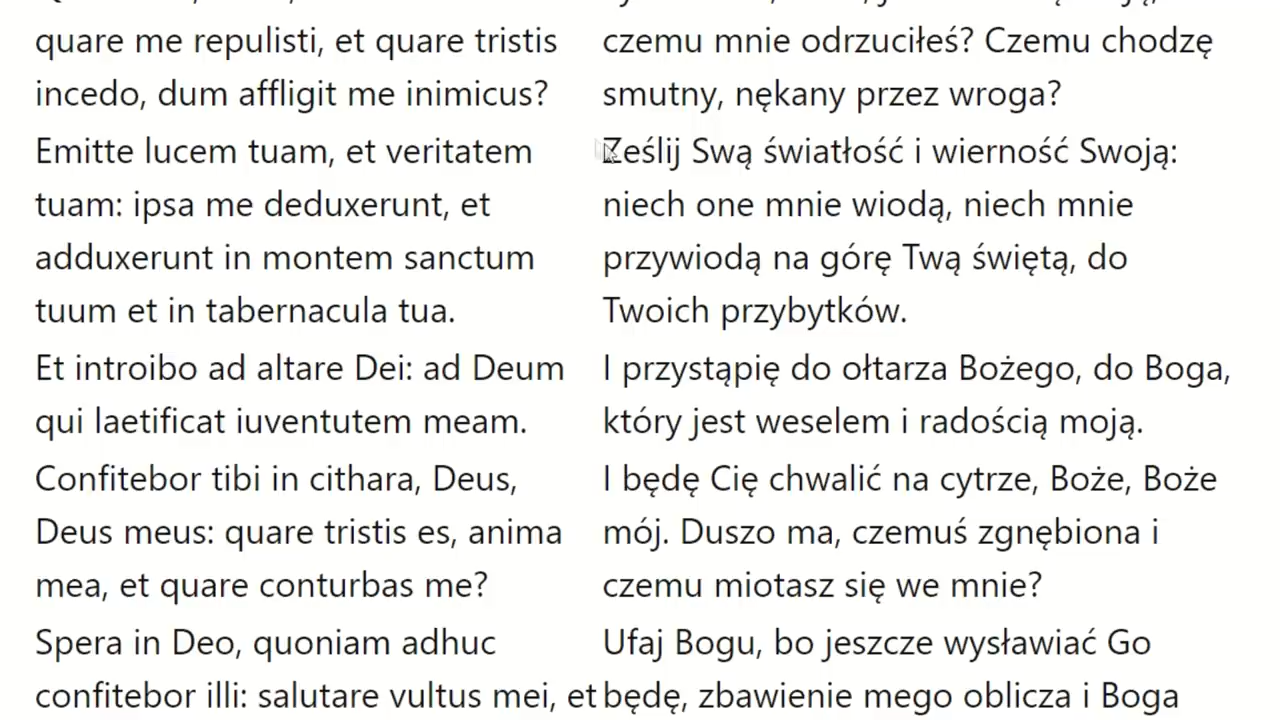 quare me repulisti, et quare tristis
incedo, dum affligit me inimicus?
Emitte lucem tuam, et veritatem
tuam: ipsa me deduxerunt, et
adduxerunt in montem sanctum
tuum et in tabernacula tua.
Et introibo ad altare Dei: ad Deum
qui laetificat iuventutem meam.
Confitebor tibi in cithara, Deus,
Deus meus: quare tristis es, anima
mea, et quare conturbas me?
Spera in Deo, quoniam adhuc
confitebor illi: salutare vultus mei, et
czemu mnie odrzuciłeś? Czemu chodzę
smutny, nękany przez wroga?
Ześlij Swą światłość i wierność Swoją:
niech one mnie wiodą, niech mnie
przywiodą na górę Twą świętą, do
Twoich przybytków.
I przystąpię do ołtarza Bożego, do Boga,
który jest weselem i radością moją.
I będę Cię chwalić na cytrze, Boże, Boże
mój. Duszo ma, czemuś zgnębiona i
czemu miotasz się we mnie?
Ufaj Bogu, bo jeszcze wysławiać Go
będę, zbawienie mego oblicza i Boga